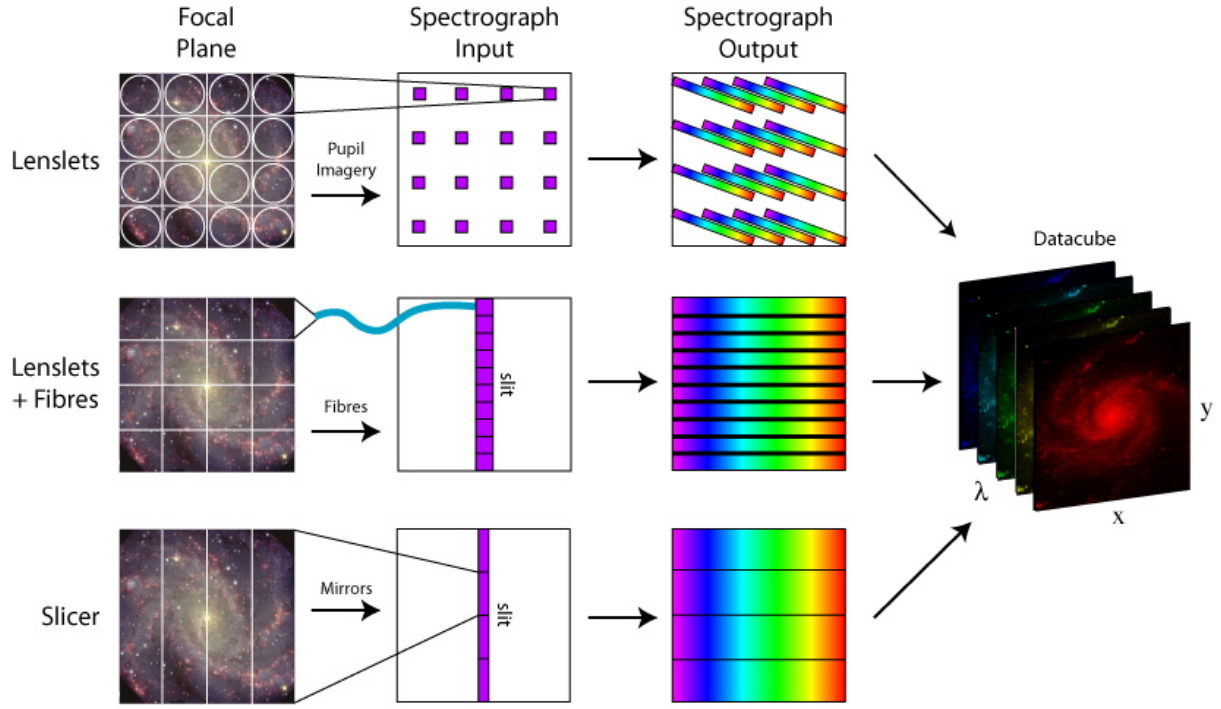 Focal
Plane
Spectrograph
Input
Spectrograph
Output
Lenslets
Pupil
Imagery
Datacube
Lenslets
+ Fibres
Fibres
slit
y
λ
x
Slicer
Mirrors
slit